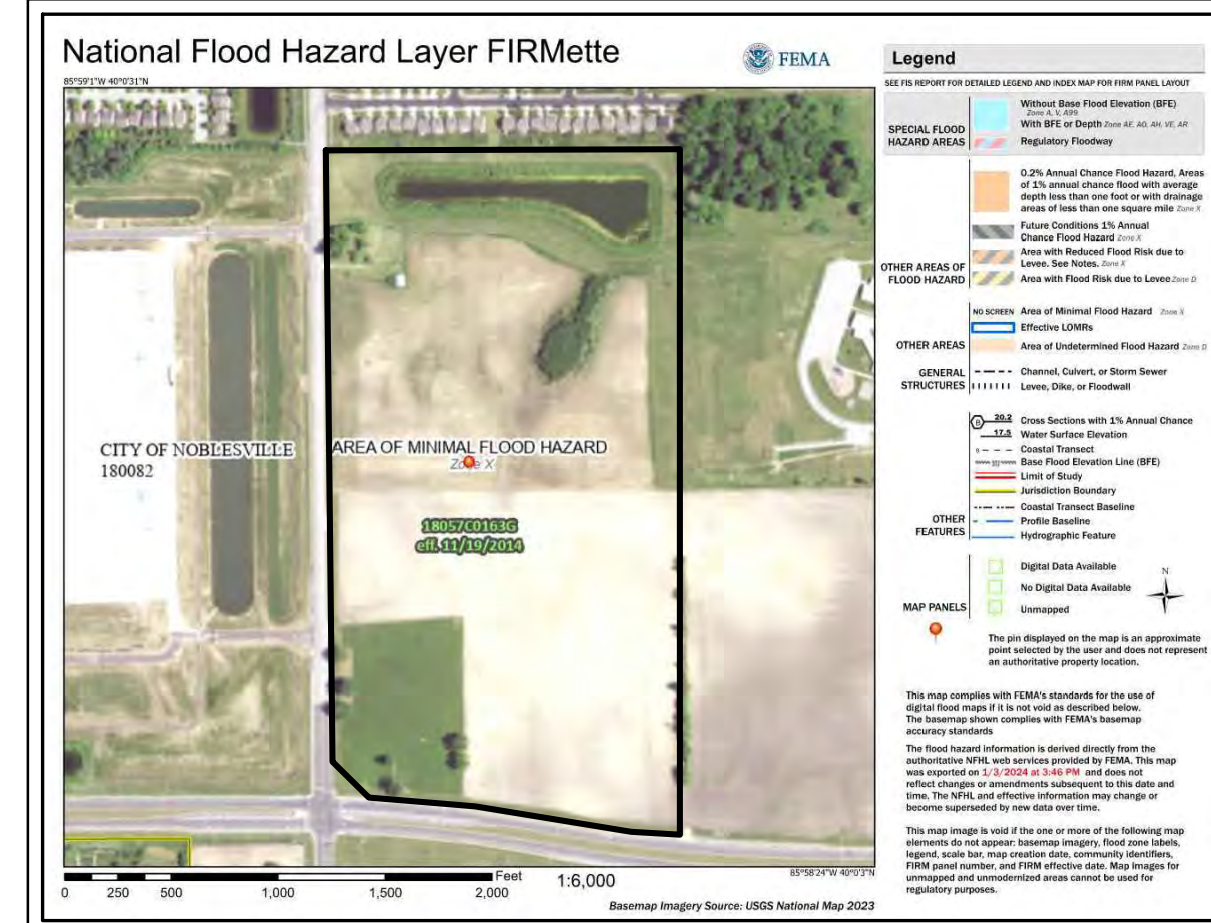 National Flood Hazard Layer FIRMette
FEMA
85°59'1"W 40°0'31"N
CITY OF NOBLESVILLE
180082
AREA OF MINIMAL FLOOD HAZARD
Zone X
18057C0163G
eff. 11/19/2014
Feet
0 250 500 1,000 1,500 2,000
1:6,000
85°58'24"W 40°0'3"N
Basemap Imagery Source: USGS National Map 2023
Legend
SEE FIS REPORT FOR DETAILED LEGEND AND INDEX MAP FOR FIRM PANEL LAYOUT
SPECIAL FLOOD
HAZARD AREAS
Without Base Flood Elevation (BFE)
Zone A, V, A99
With BFE or Depth Zone AE, AO, AH, VE, AR
Regulatory Floodway
OTHER AREAS OF
FLOOD HAZARD
0.2% Annual Chance Flood Hazard, Areas
of 1% annual chance flood with average
depth less than one foot or with drainage
areas of less than one square mile Zone X
Future Conditions 1% Annual
Chance Flood Hazard Zone X
Area with Reduced Flood Risk due to
Levee. See Notes. Zone X
Area with Flood Risk due to Levee Zone D
OTHER AREAS
NO SCREEN Area of Minimal Flood Hazard Zone X
Effective LOMRs
Area of Undetermined Flood Hazard Zone D
GENERAL
STRUCTURES
Channel, Culvert, or Storm Sewer
Levee, Dike, or Floodwall
OTHER
FEATURES
B 20.2 Cross Sections with 1% Annual Chance
17.5 Water Surface Elevation
8 Coastal Transect
Base Flood Elevation Line (BFE)
Limit of Study
Jurisdiction Boundary
Coastal Transect Baseline
Profile Baseline
Hydrographic Feature
MAP PANELS
Digital Data Available
No Digital Data Available
Unmapped
N
The pin displayed on the map is an approximate
point selected by the user and does not represent
an authoritative property location.
This map complies with FEMA's standards for the use of
digital flood maps if it is not void as described below.
The basemap shown complies with FEMA's basemap
accuracy standards
The flood hazard information is derived directly from the
authoritative NFHL web services provided by FEMA. This map
was exported on 1/3/2024 at 3:46 PM and does not
reflect changes or amendments subsequent to this date and
time. The NFHL and effective information may change or
become superseded by new data over time.
This map image is void if the one or more of the following map
elements do not appear: basemap imagery, flood zone labels,
legend, scale bar, map creation date, community identifiers,
FIRM panel number, and FIRM effective date. Map images for
unmapped and unmodernized areas cannot be used for
regulatory purposes.